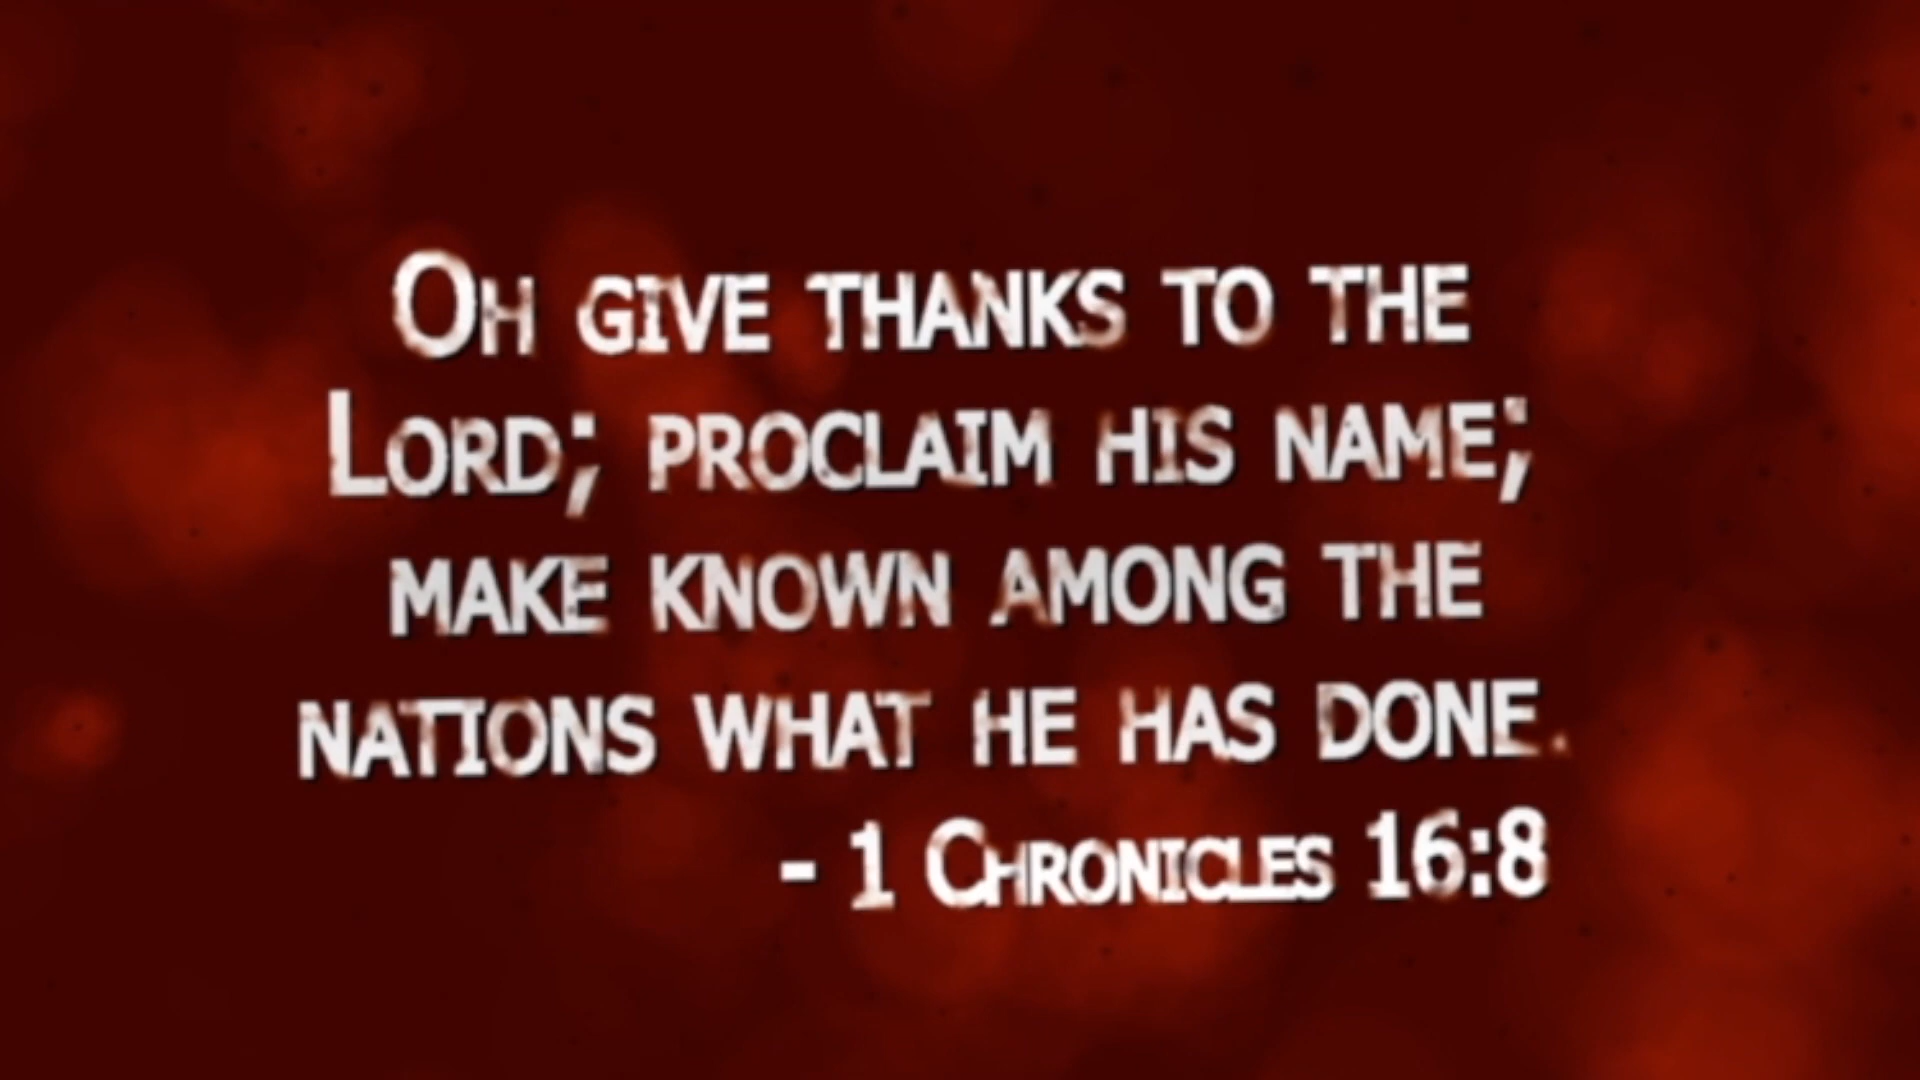 Oh give thanks to the
Lord; proclaim his name;
make known among the
nations what he has done.
- 1 Chronicles 16:8